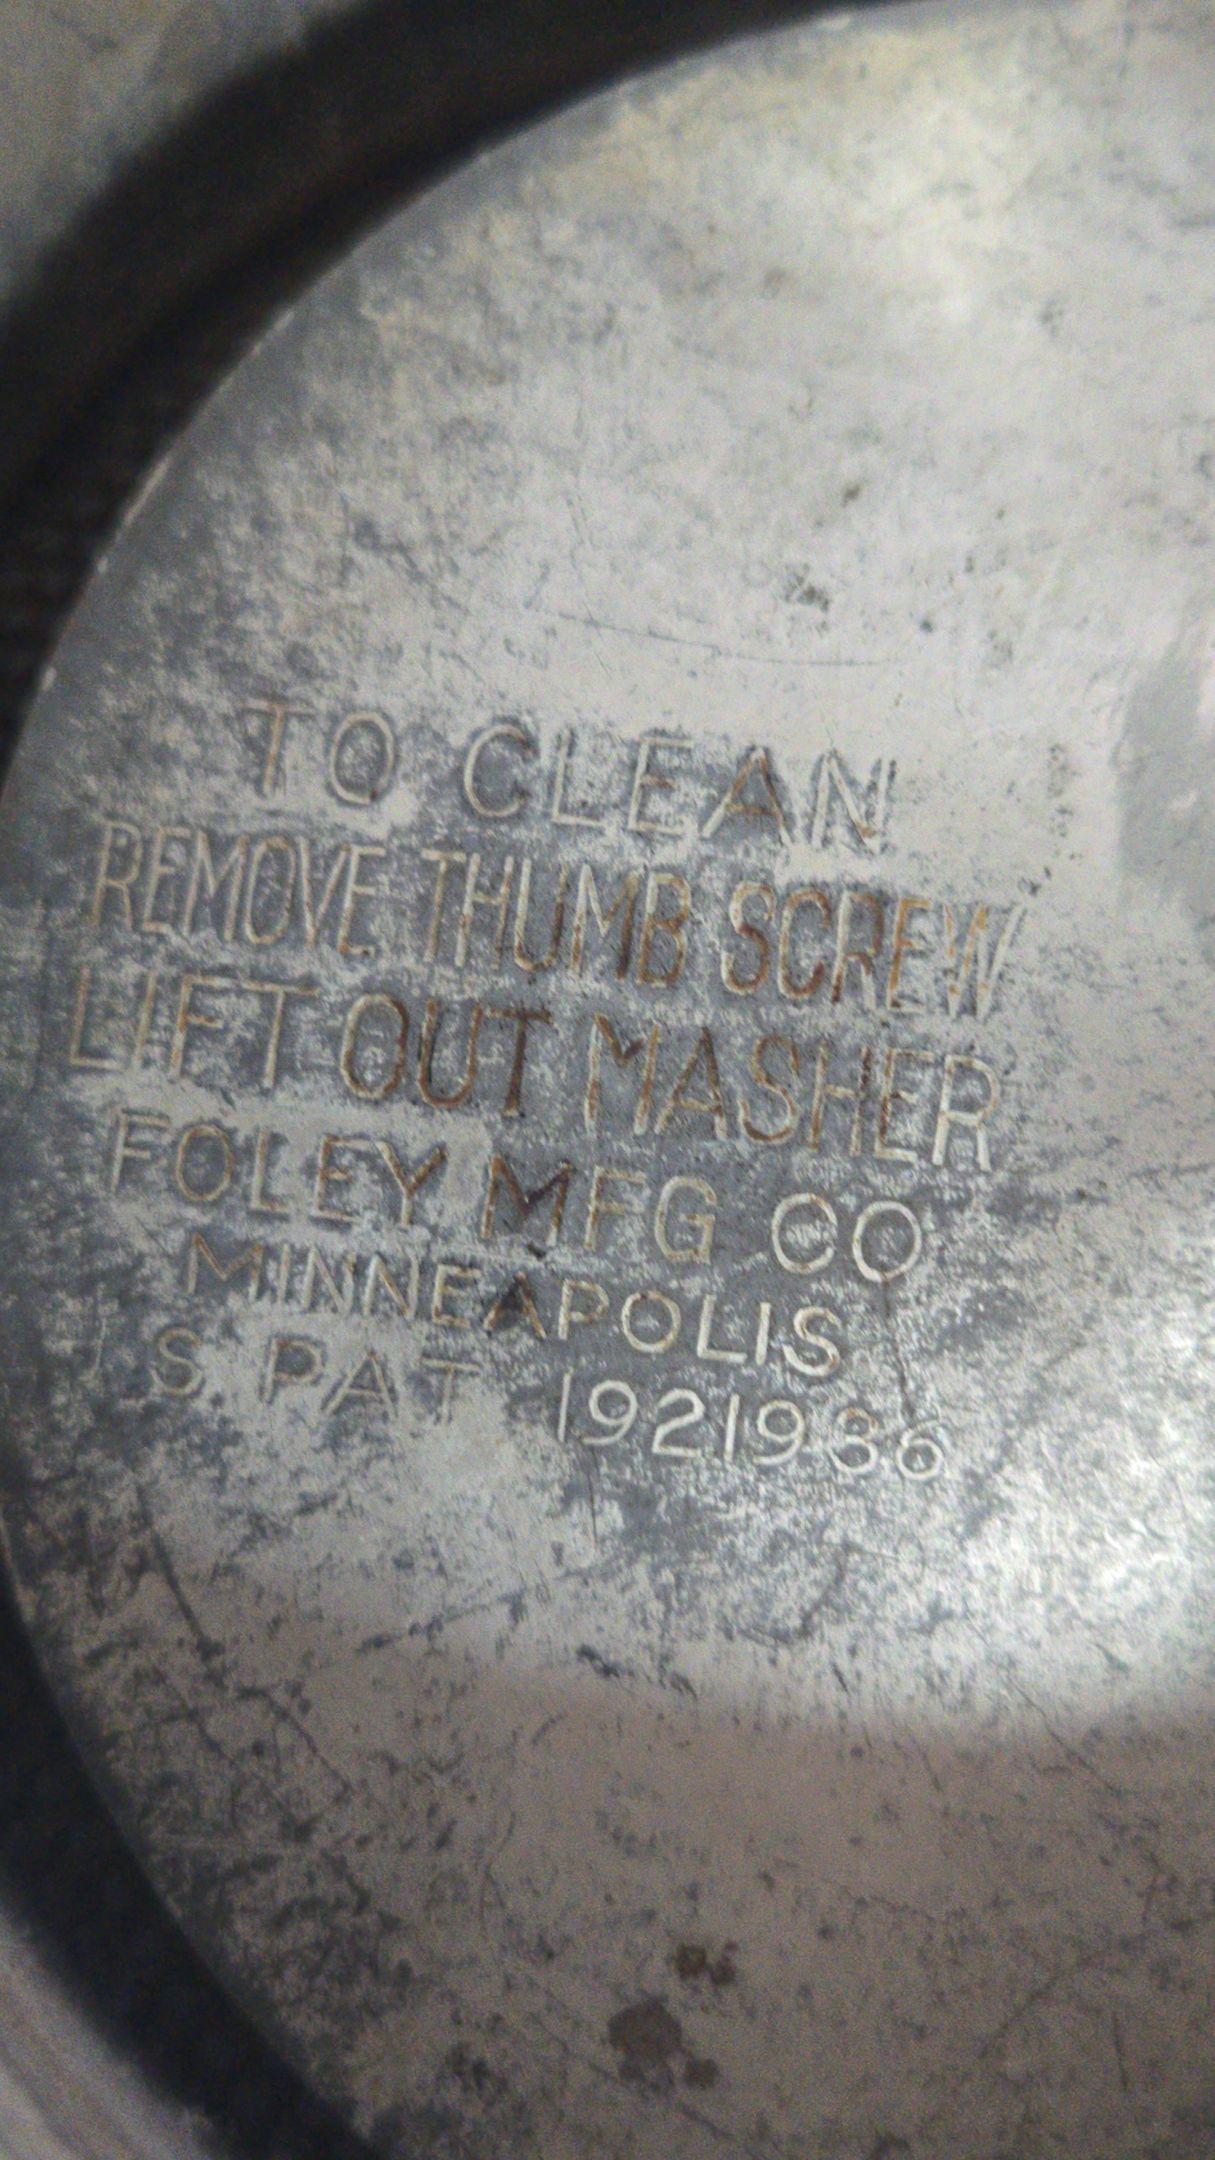 TO CLEAN
REMOVE THUMB SCREW
LIFT OUT MASHER
FOLEY MFG CO
MINNEAPOLIS
S PAT 1921936